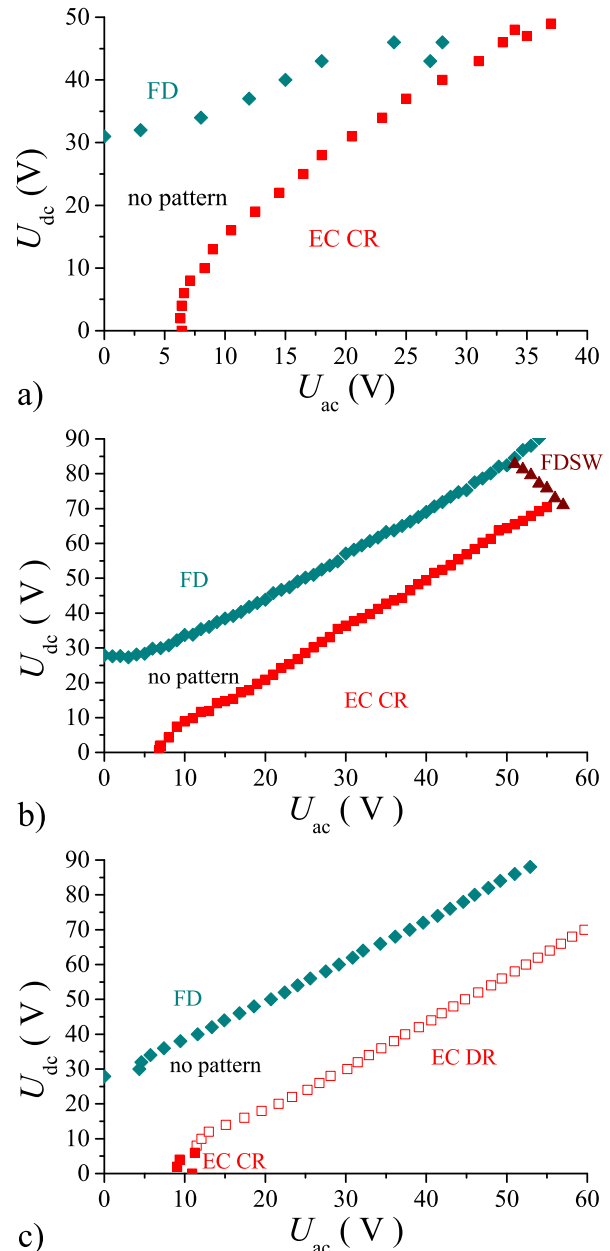 50
40
30
20
10
0
U_dc (V)
FD
no pattern
EC CR
0 5 10 15 20 25 30 35 40
U_ac (V)
a)
90
80
70
60
50
40
30
20
10
0
U_dc ( V )
FDSW
FD
no pattern
EC CR
0 10 20 30 40 50 60
U_ac ( V )
b)
90
80
70
60
50
40
30
20
10
0
U_dc ( V )
FD
no pattern
EC DR
EC CR
0 10 20 30 40 50 60
U_ac ( V )
c)